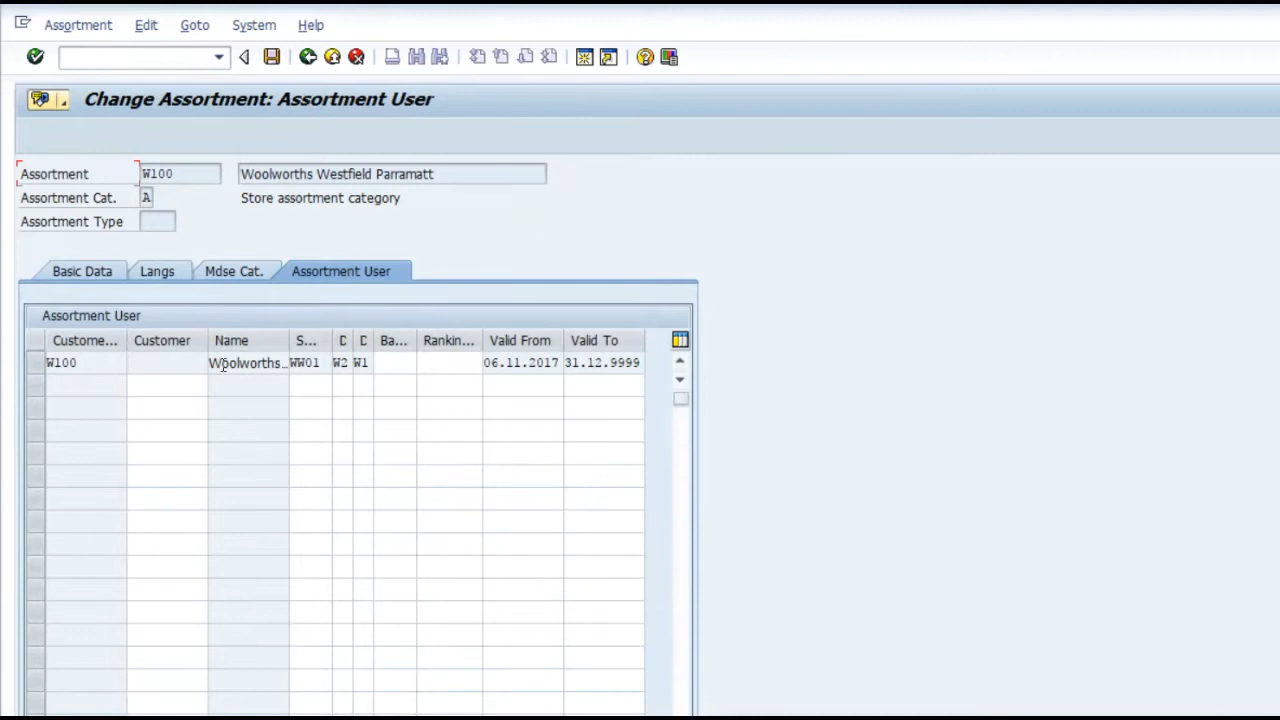 Assortment Edit Goto System Help
Change Assortment: Assortment User
Assortment W100 Woolworths Westfield Parramatt
Assortment Cat. A Store assortment category
Assortment Type
Basic Data Langs Mdse Cat. Assortment User
Assortment User
Custome... Customer Name S... D D Ba... Rankin... Valid From Valid To
W100 Woolworths... WW01 W2 W1 06.11.2017 31.12.9999